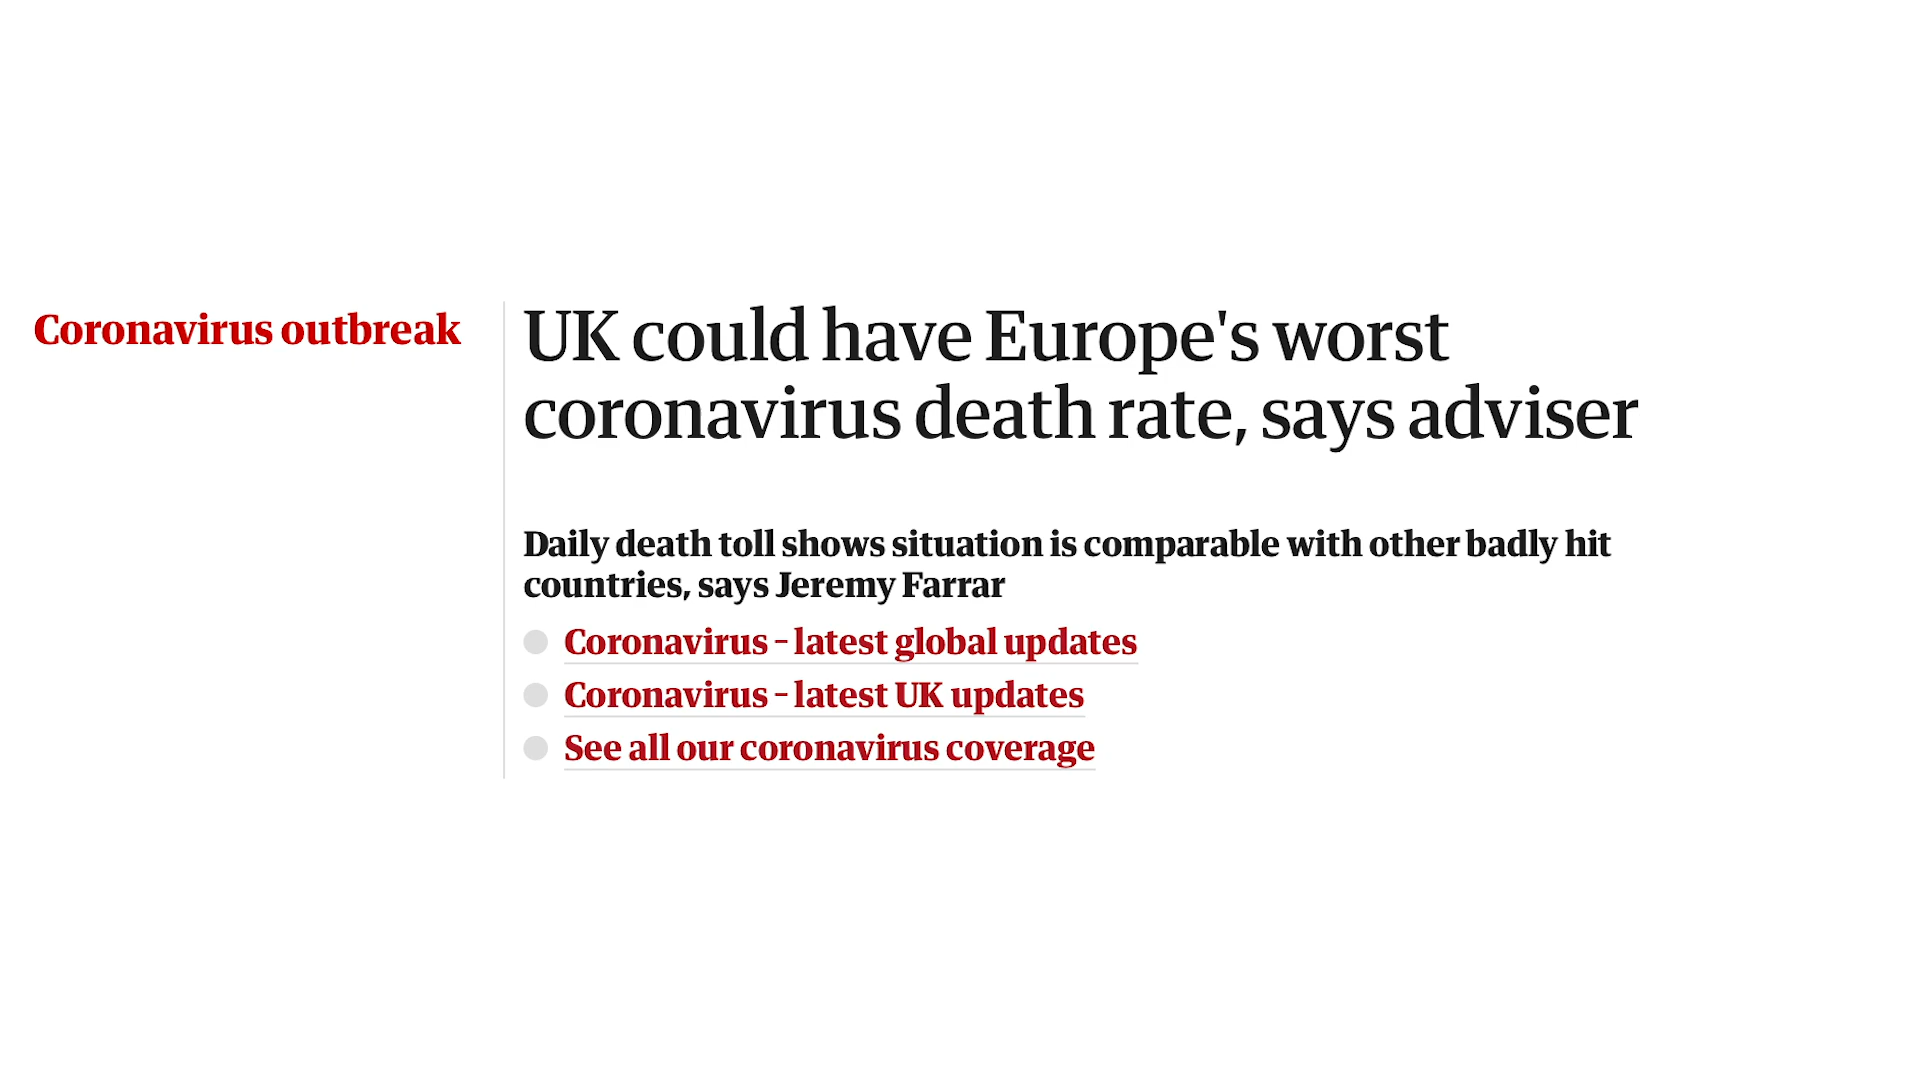 Coronavirus outbreak
UK could have Europe's worst
coronavirus death rate, says adviser
Daily death toll shows situation is comparable with other badly hit
countries, says Jeremy Farrar
Coronavirus – latest global updates
Coronavirus – latest UK updates
See all our coronavirus coverage